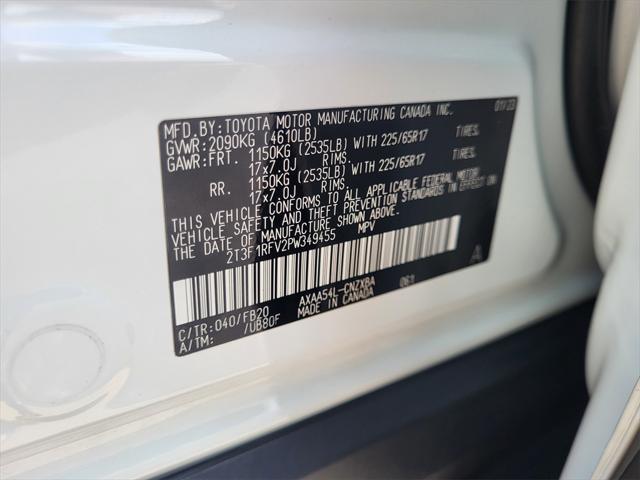 MFD.BY:TOYOTA MOTOR MANUFACTURING CANADA INC. 01/23
GVWR:2090KG (4610LB)
GAWR:FRT. 1150KG (2535LB) WITH 225/65R17 TIRES,
17x7.0J RIMS.
RR. 1150KG (2535LB) WITH 225/65R17 TIRES,
17x7.0J RIMS.
THIS VEHICLE CONFORMS TO ALL APPLICABLE FEDERAL MOTOR
VEHICLE SAFETY AND THEFT PREVENTION STANDARDS IN EFFECT ON
THE DATE OF MANUFACTURE SHOWN ABOVE.
2T3F1RFV2PW349455 MPV
A
C/TR:040/FB20 AXAA54L-CNZXBA 061
A/TM: /UB80F MADE IN CANADA